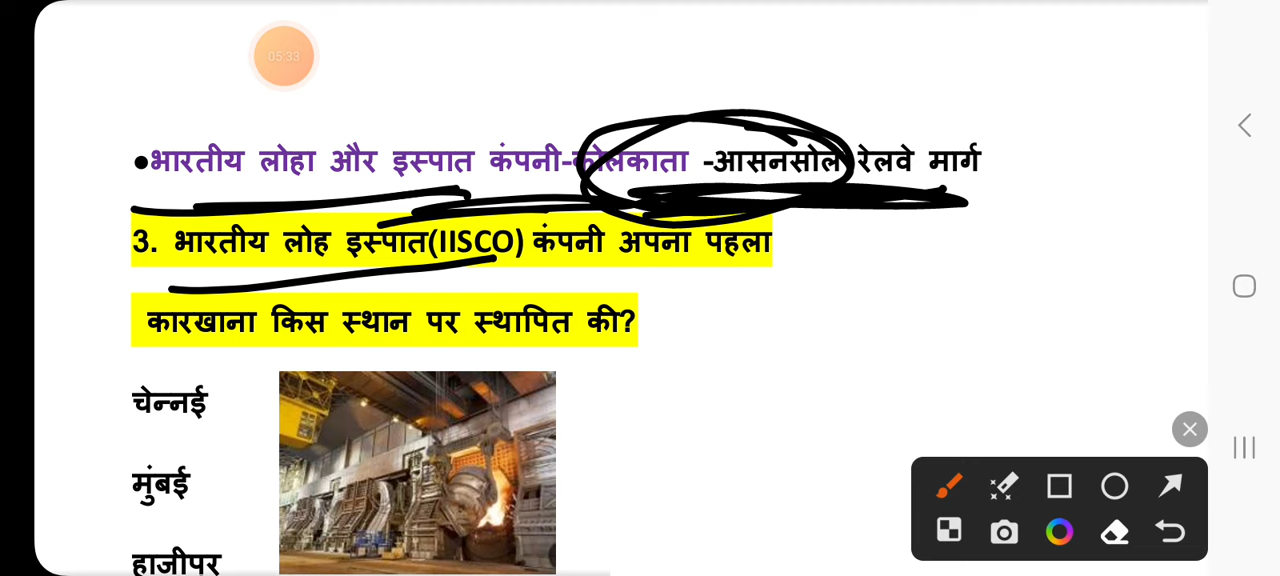 05:33
●भारतीय लोहा और इस्पात कंपनी-कोलकाता -आसनसोल रेलवे मार्ग
3. भारतीय लोह इस्पात(IISCO) कंपनी अपना पहला
कारखाना किस स्थान पर स्थापित की?
चेन्नई
मुंबई
हाजीपुर